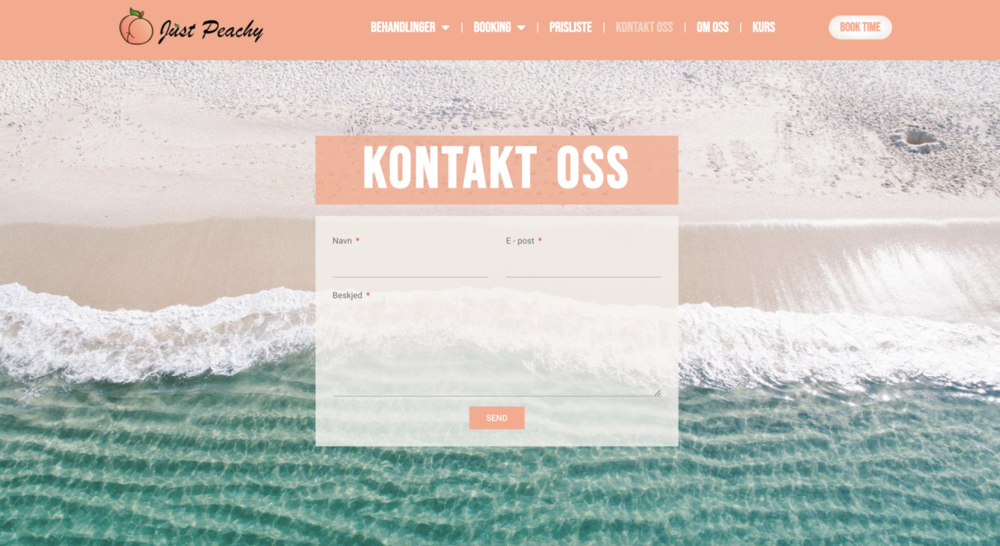 Just Peachy
BEHANDLINGER | BOOKING | PRISLISTE | KONTAKT OSS | OM OSS | KURS
BOOK TIME
KONTAKT OSS
Navn * E - post *
Beskjed *
SEND